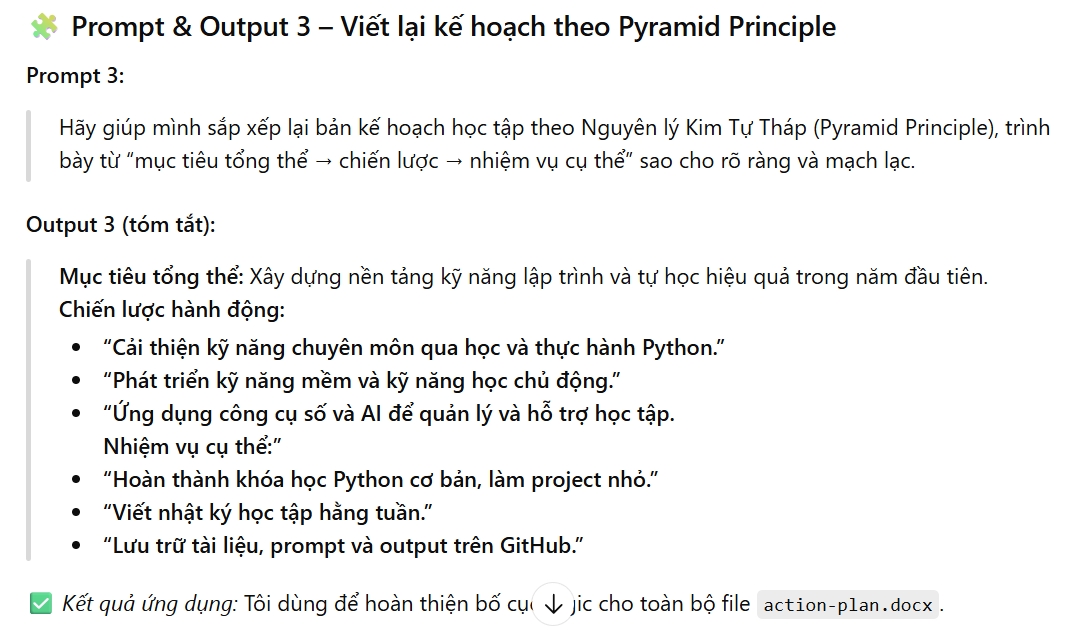 Prompt & Output 3 – Viết lại kế hoạch theo Pyramid Principle
Prompt 3:
Hãy giúp mình sắp xếp lại bản kế hoạch học tập theo Nguyên lý Kim Tự Tháp (Pyramid Principle), trình
bày từ “mục tiêu tổng thể → chiến lược → nhiệm vụ cụ thể” sao cho rõ ràng và mạch lạc.
Output 3 (tóm tắt):
Mục tiêu tổng thể: Xây dựng nền tảng kỹ năng lập trình và tự học hiệu quả trong năm đầu tiên.
Chiến lược hành động:
• “Cải thiện kỹ năng chuyên môn qua học và thực hành Python.”
• “Phát triển kỹ năng mềm và kỹ năng học chủ động.”
• “Ứng dụng công cụ số và AI để quản lý và hỗ trợ học tập.
Nhiệm vụ cụ thể:”
• “Hoàn thành khóa học Python cơ bản, làm project nhỏ.”
• “Viết nhật ký học tập hằng tuần.”
• “Lưu trữ tài liệu, prompt và output trên GitHub.”
Kết quả ứng dụng: Tôi dùng để hoàn thiện bố cho toàn bộ file action-plan.docx.